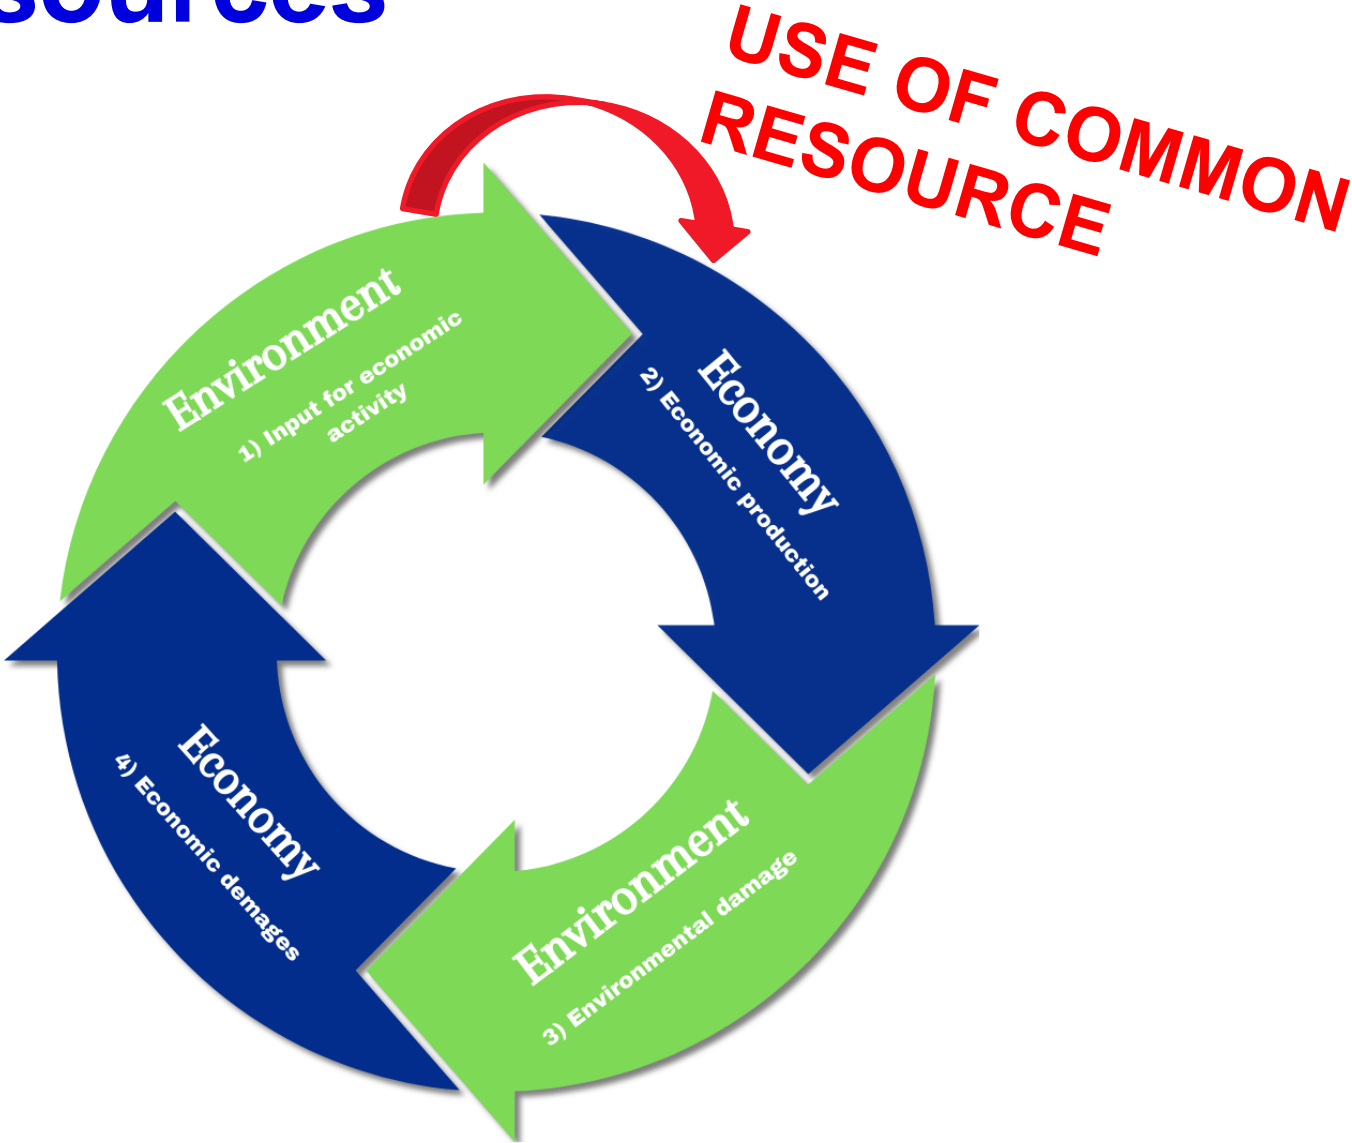 sources
USE OF COMMON
RESOURCE
Environment
1) Input for economic
activity
Economy
2) Economic production
Environment
3) Environmental damage
Economy
4) Economic demages